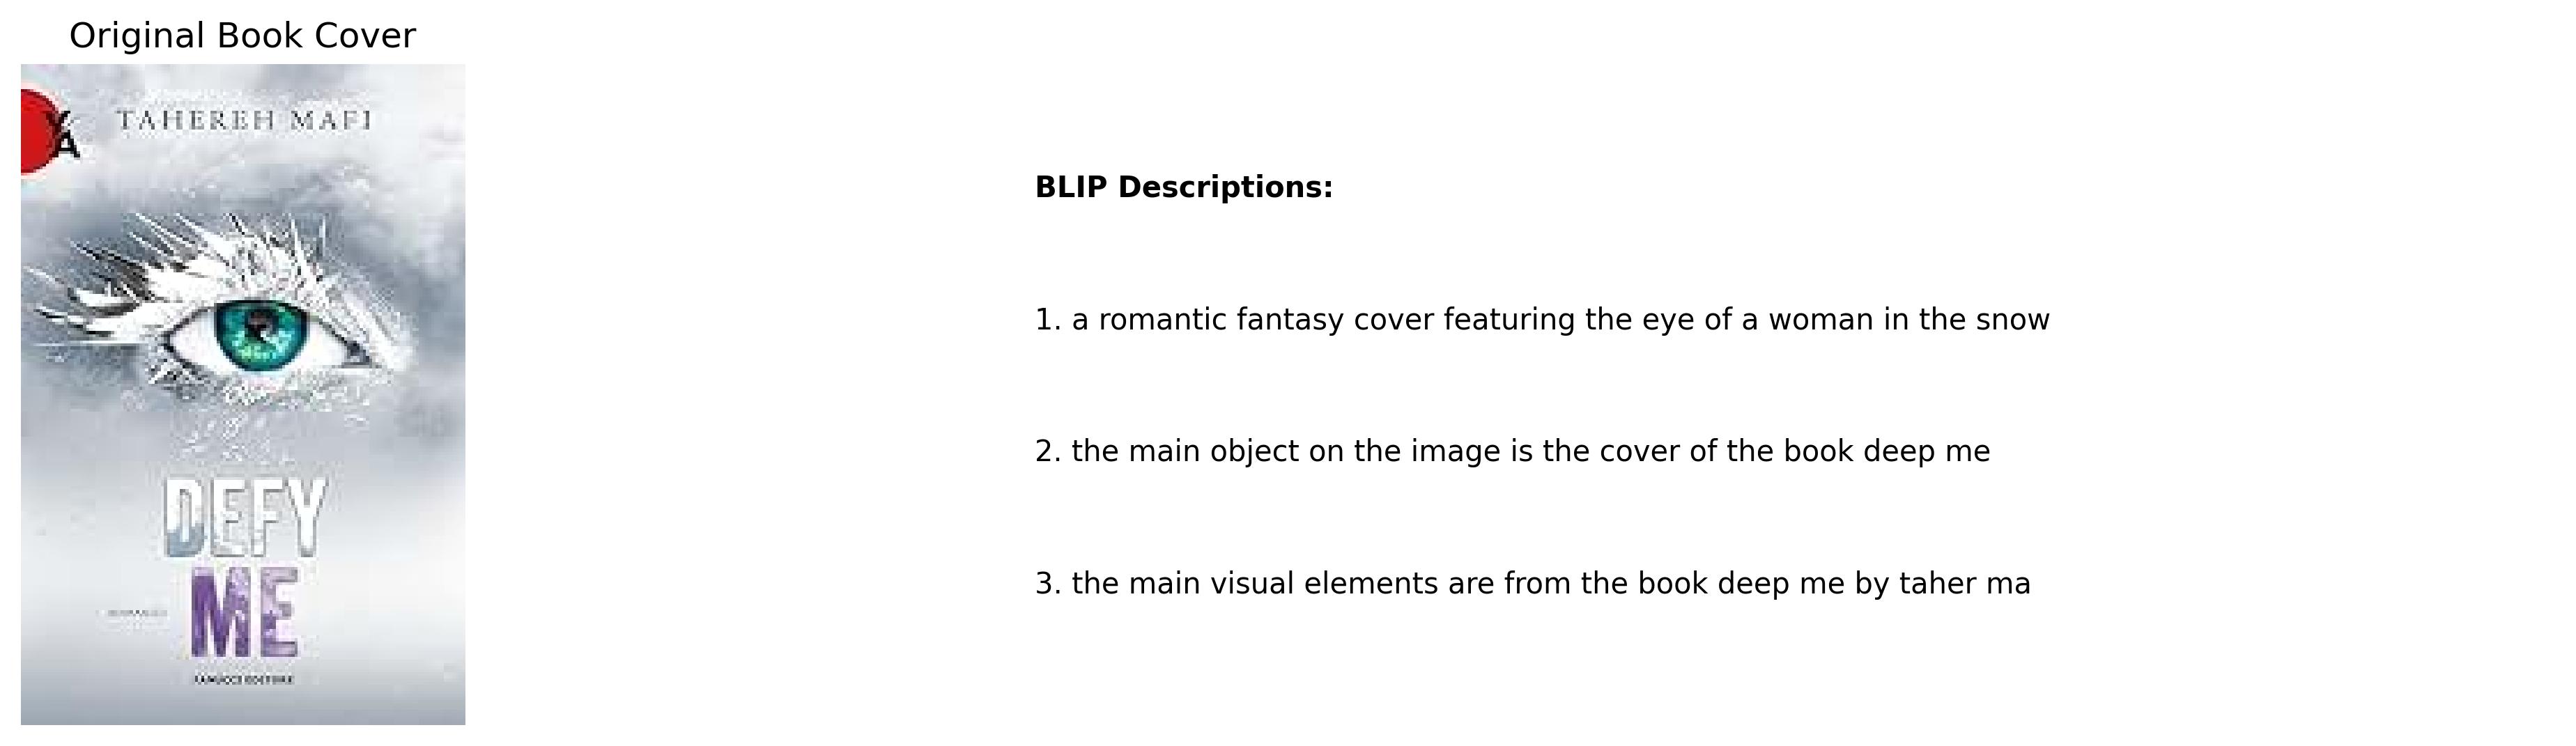 Original Book Cover
YA
TAHEREH MAFI
DEFY
ME
FANUCCI EDITORE
BLIP Descriptions:
1. a romantic fantasy cover featuring the eye of a woman in the snow
2. the main object on the image is the cover of the book deep me
3. the main visual elements are from the book deep me by taher ma